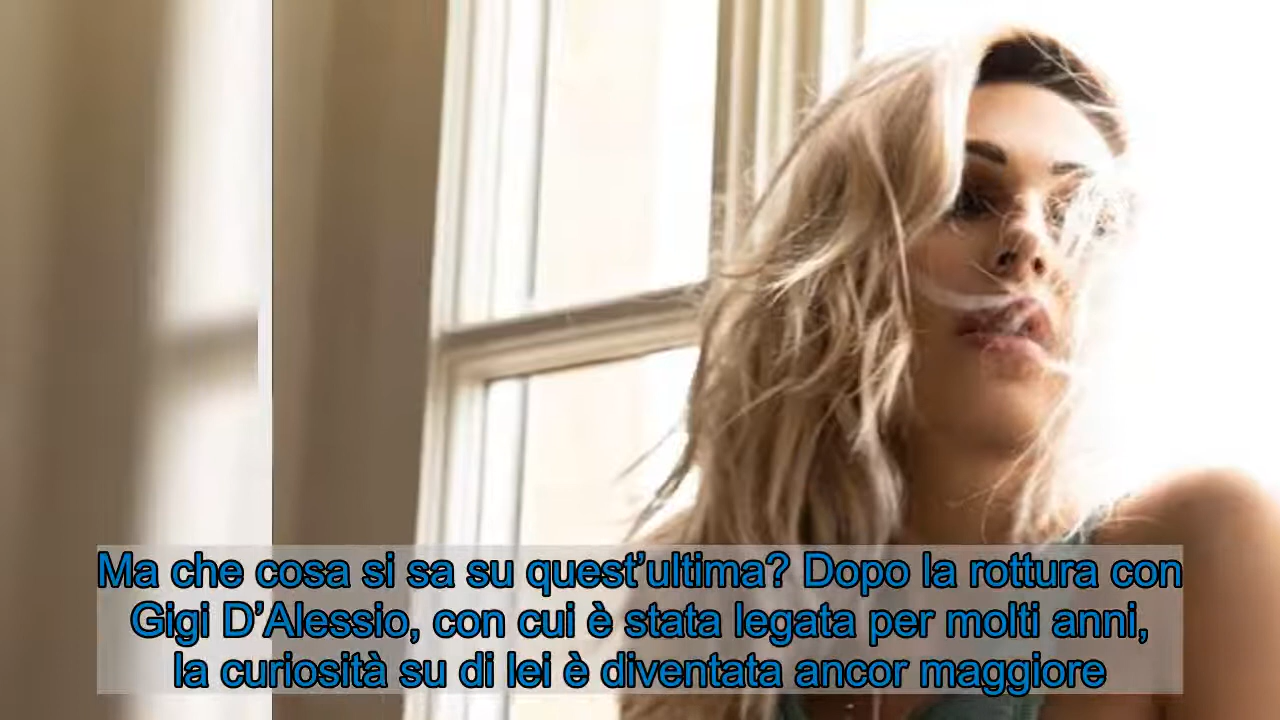 Ma che cosa si sa su quest’ultima? Dopo la rottura con
Gigi D’Alessio, con cui è stata legata per molti anni,
la curiosità su di lei è diventata ancor maggiore